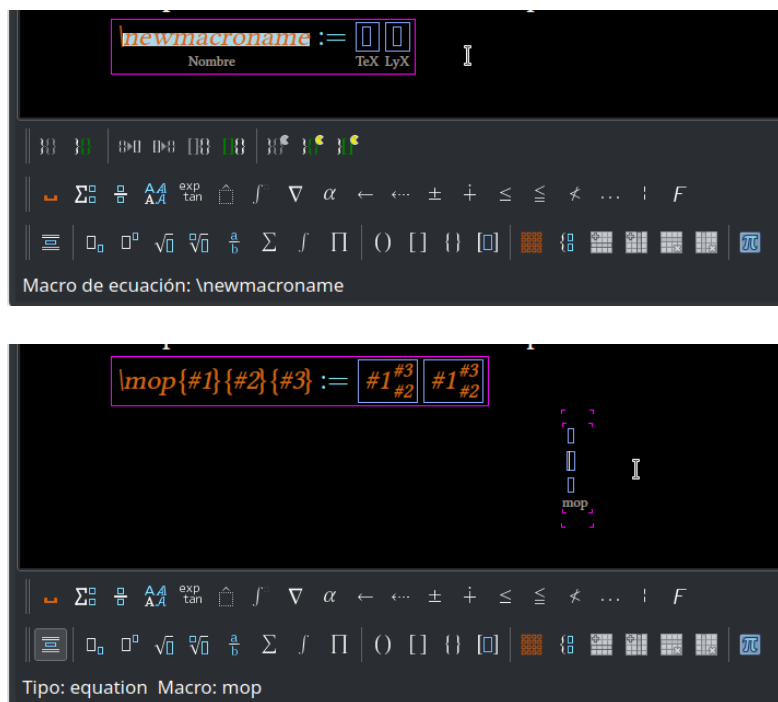 \newmacroname := 
Nombre TeX LyX
exp
tan ∇ α ← ⋯ ± ∔ ≤ ≦ ≮ … ¦ F
a
b Σ ∫ Π () [] {} [] π
Macro de ecuación: \newmacroname
\mop{#1}{#2}{#3} := #1#3#2 #1#3#2
mop
exp
tan ∇ α ← ⋯ ± ∔ ≤ ≦ ≮ … ¦ F
a
b Σ ∫ Π () [] {} [] π
Tipo: equation Macro: mop